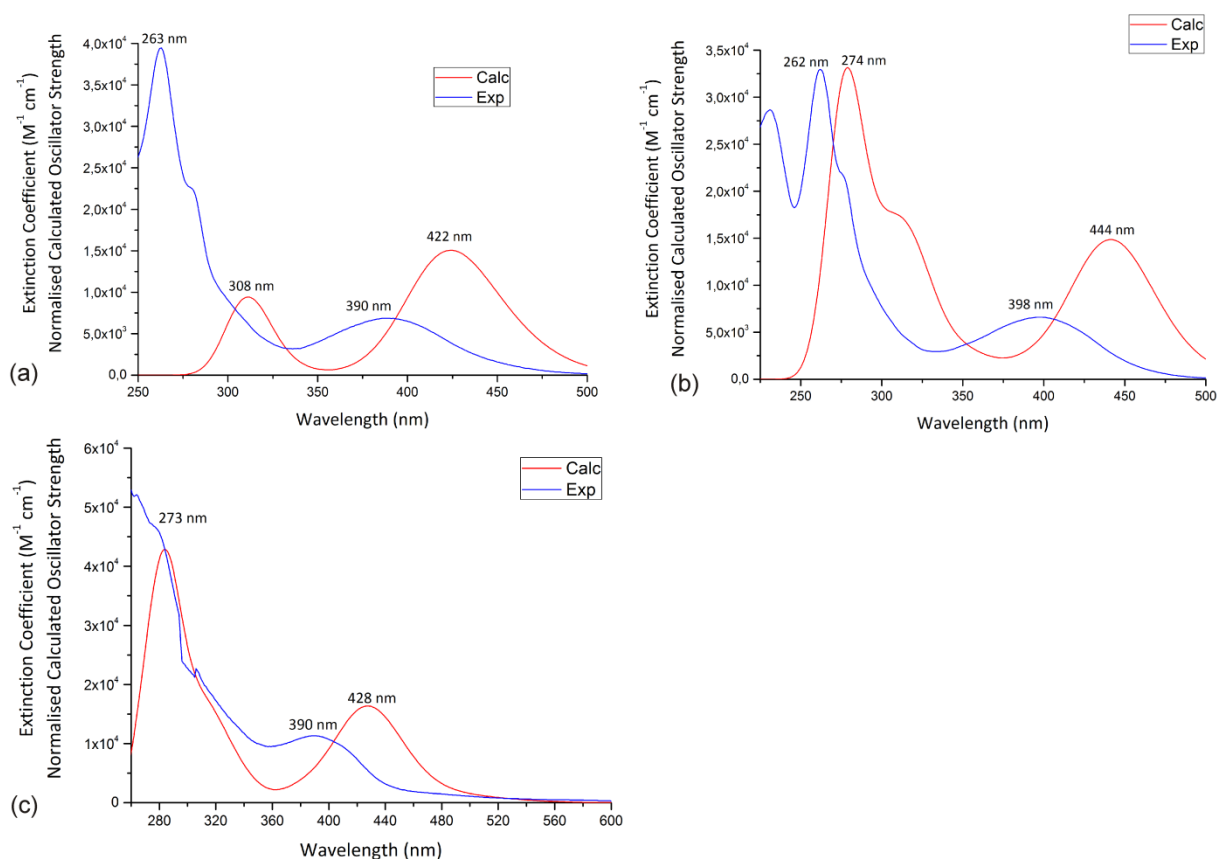 263 nm
4,0x10⁴
3,5x10⁴
3,0x10⁴
2,5x10⁴
2,0x10⁴
1,5x10⁴
1,0x10⁴
5,0x10³
0,0
Extinction Coefficient (M⁻¹ cm⁻¹)
Normalised Calculated Oscillator Strength
Calc
Exp
422 nm
308 nm
390 nm
(a)
250 300 350 400 450 500
Wavelength (nm)
Calc
Exp
3,5x10⁴
3,0x10⁴
2,5x10⁴
2,0x10⁴
1,5x10⁴
1,0x10⁴
5,0x10³
0,0
Extinction Coefficient (M⁻¹ cm)
Normalised Calculated Oscillator Strength
262 nm 274 nm
444 nm
398 nm
(b)
250 300 350 400 450 500
Wavelength (nm)
6x10⁴
5x10⁴
4x10⁴
3x10⁴
2x10⁴
1x10⁴
0
Extinction Coefficient (M⁻¹ cm)
Normalised Calculated Oscillator Strength
Calc
Exp
273 nm
428 nm
390 nm
(c)
280 320 360 400 440 480 520 560 600
Wavelength (nm)